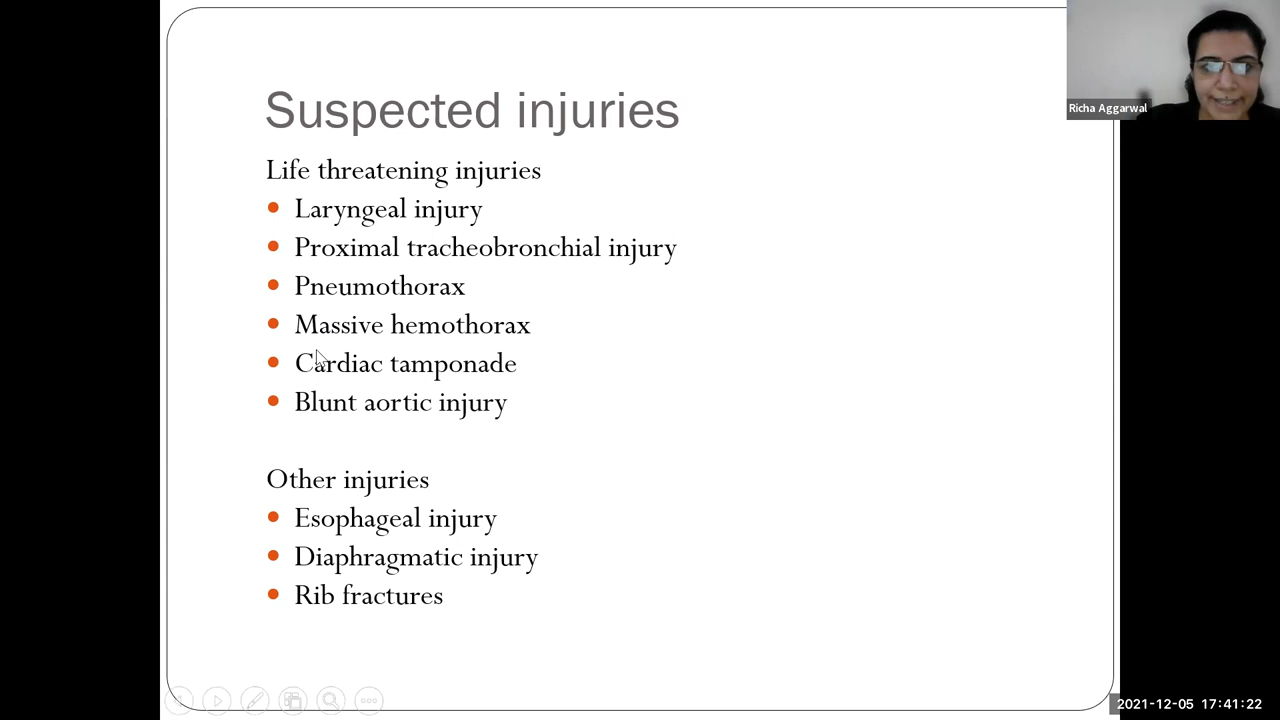 Suspected injuries
Life threatening injuries
Laryngeal injury
Proximal tracheobronchial injury
Pneumothorax
Massive hemothorax
Cardiac tamponade
Blunt aortic injury
Other injuries
Esophageal injury
Diaphragmatic injury
Rib fractures
Richa Aggarwal
2021-12-05 17:41:22